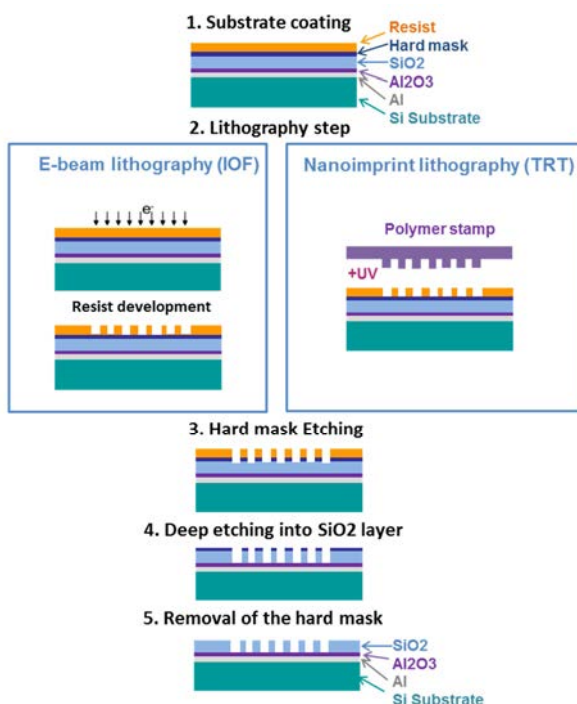 1. Substrate coating
Resist
Hard mask
SiO2
Al2O3
Al
Si Substrate
2. Lithography step
E-beam lithography (IOF)
e-
Resist development
Nanoimprint lithography (TRT)
Polymer stamp
+UV
3. Hard mask Etching
4. Deep etching into SiO2 layer
5. Removal of the hard mask
SiO2
Al2O3
Al
Si Substrate